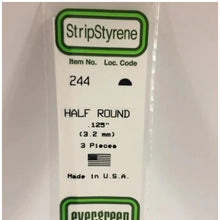 StripStyrene
Item No. Loc. Code
244
HALF ROUND
.125"
(3.2 mm)
3 Pieces
Made in U.S.A.
evergreen